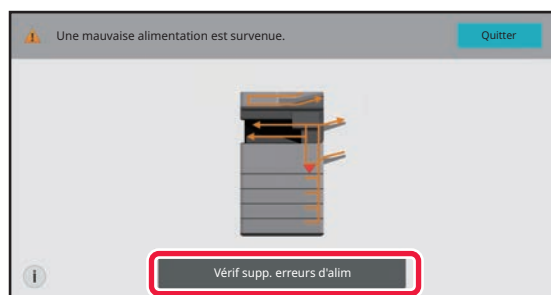 Une mauvaise alimentation est survenue.
Quitter
i
Vérif supp. erreurs d'alim